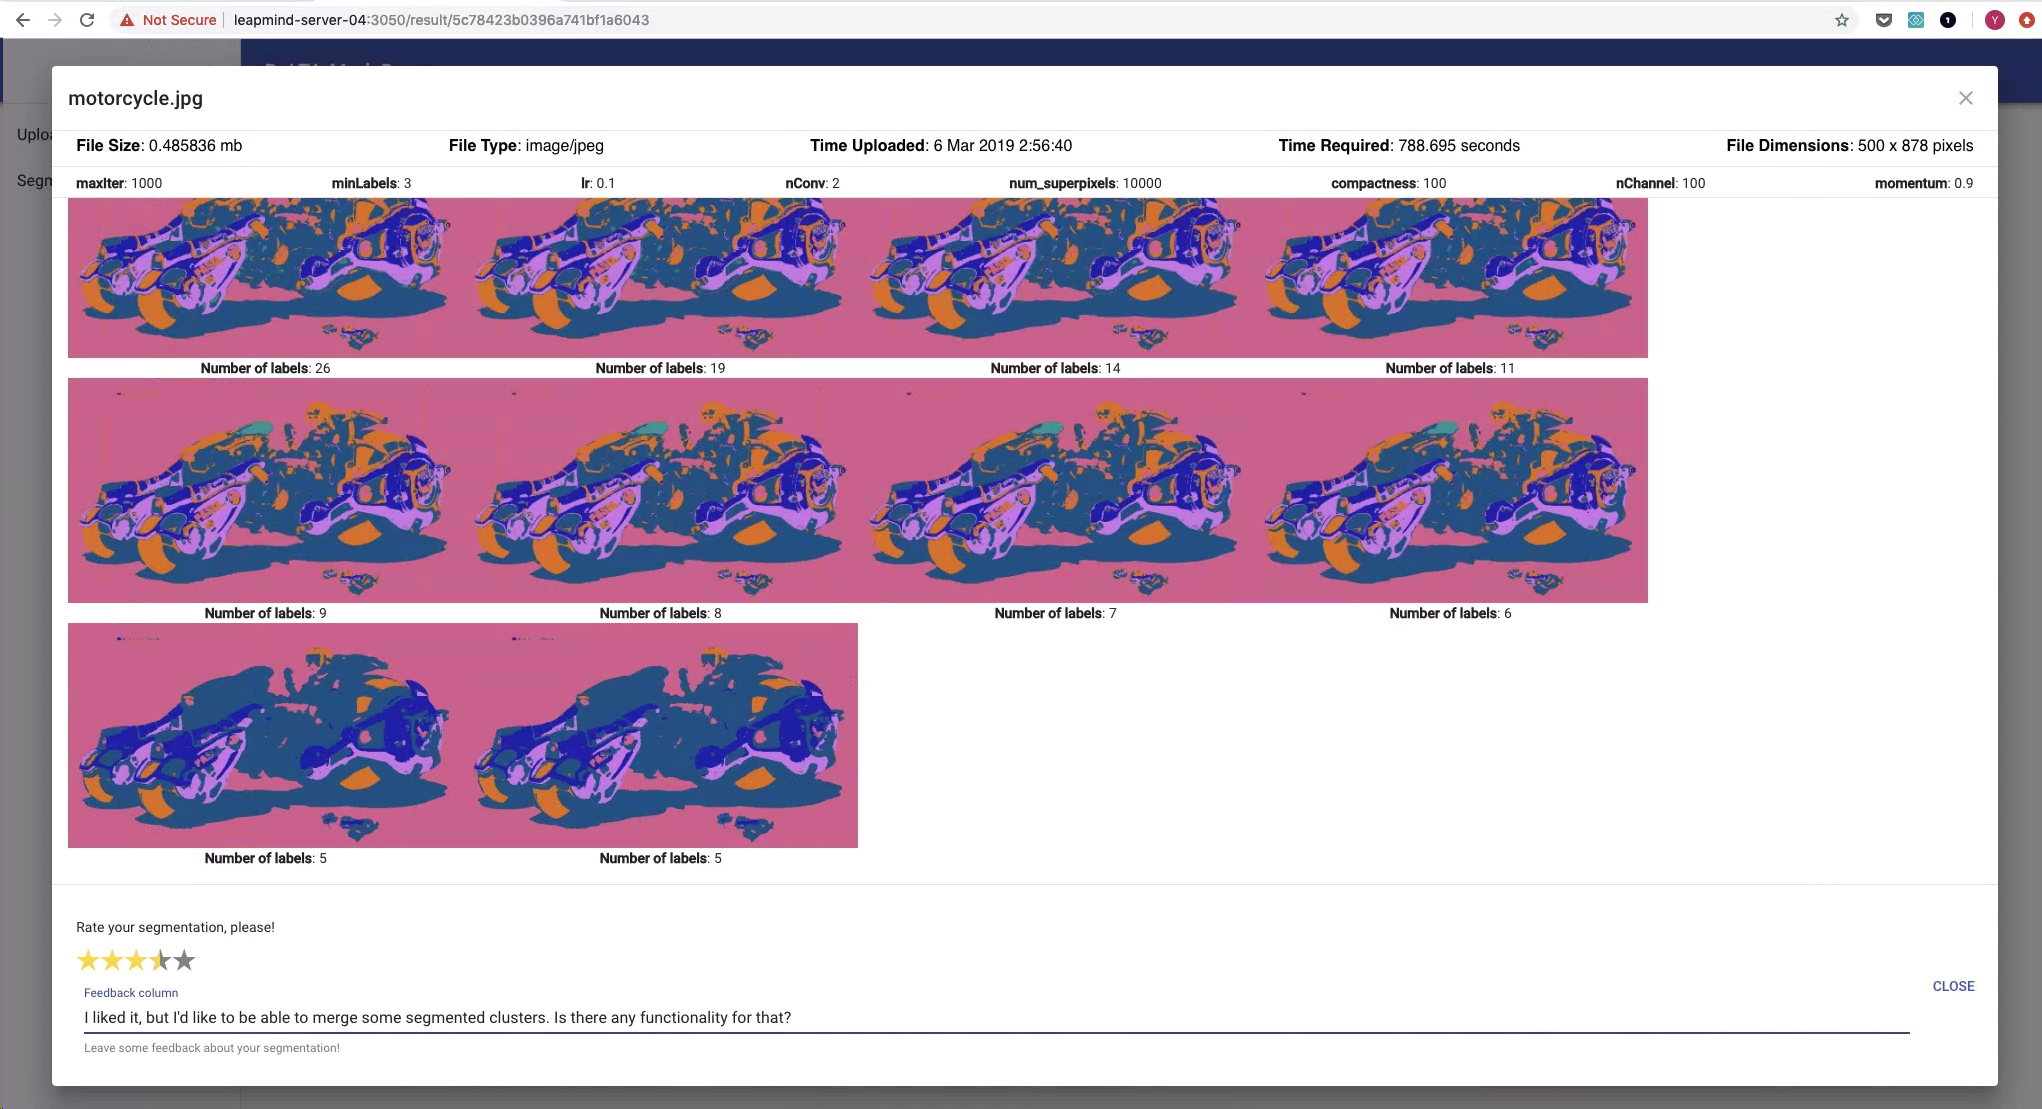 Not Secure leapmind-server-04:3050/result/5c78423b0396a741bf1a6043
motorcycle.jpg
File Size: 0.485836 mb File Type: image/jpeg Time Uploaded: 6 Mar 2019 2:56:40 Time Required: 788.695 seconds File Dimensions: 500 x 878 pixels
maxIter: 1000 minLabels: 3 lr: 0.1 nConv: 2 num_superpixels: 10000 compactness: 100 nChannel: 100 momentum: 0.9
Number of labels: 26 Number of labels: 19 Number of labels: 14 Number of labels: 11
Number of labels: 9 Number of labels: 8 Number of labels: 7 Number of labels: 6
Number of labels: 5 Number of labels: 5
Rate your segmentation, please!
Feedback column
CLOSE
I liked it, but I'd like to be able to merge some segmented clusters. Is there any functionality for that?
Leave some feedback about your segmentation!